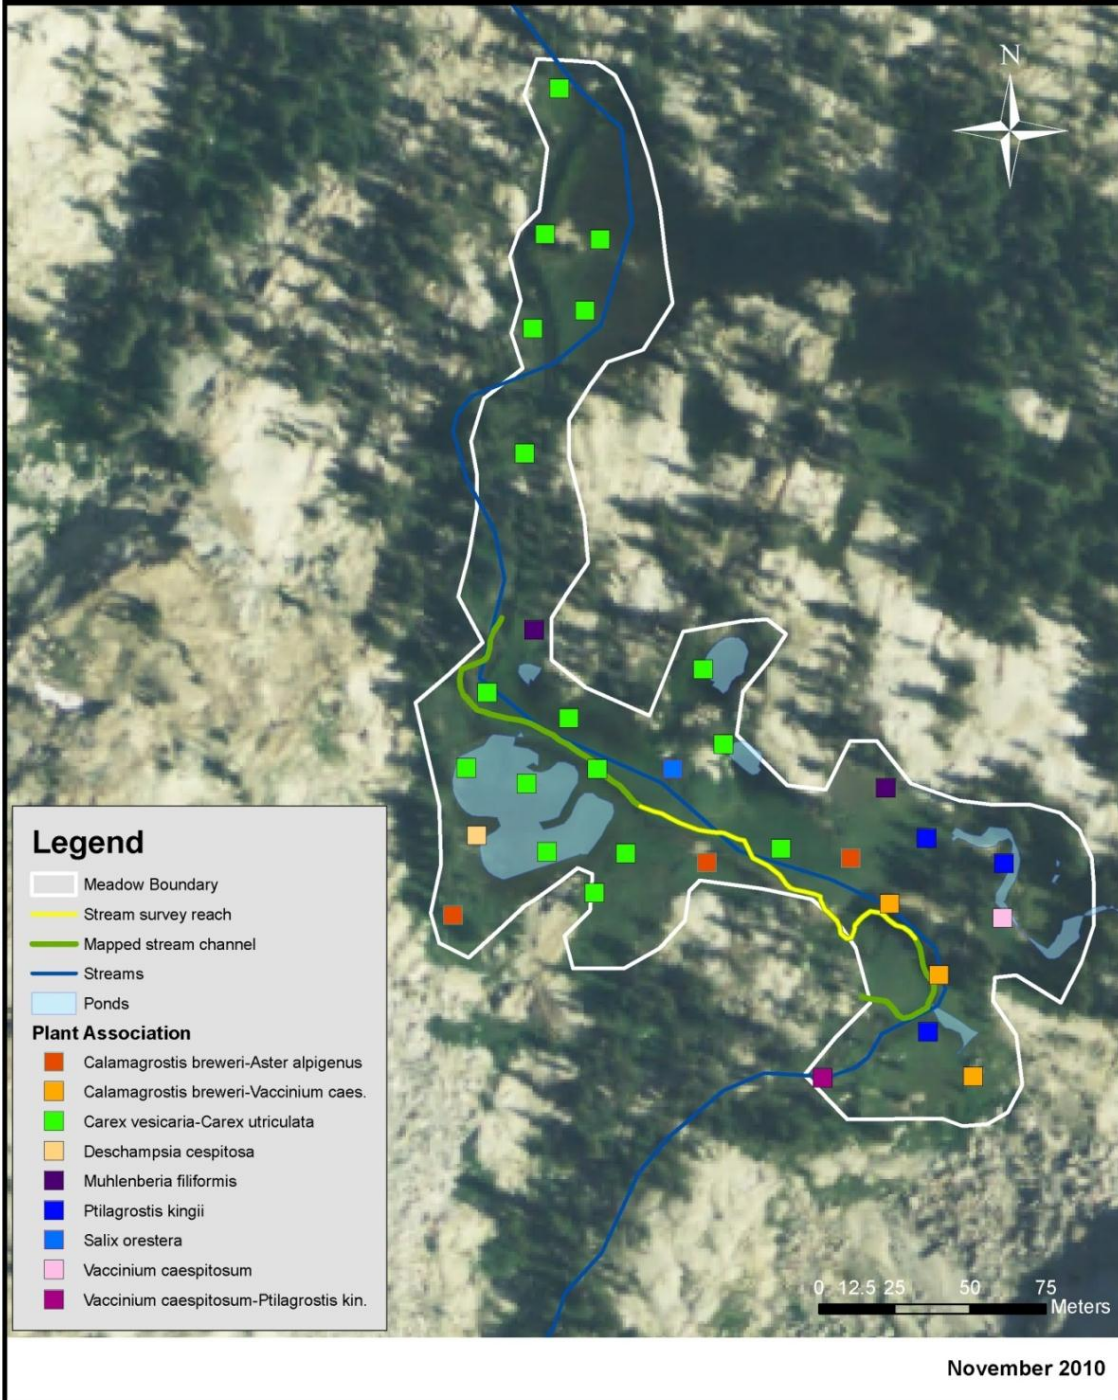 N
Legend
Meadow Boundary
Stream survey reach
Mapped stream channel
Streams
Ponds
Plant Association
Calamagrostis breweri-Aster alpigenus
Calamagrostis breweri-Vaccinium caes.
Carex vesicaria-Carex utriculata
Deschampsia cespitosa
Muhlenberia filiformis
Ptilagrostis kingii
Salix orestera
Vaccinium caespitosum
Vaccinium caespitosum-Ptilagrostis kin.
0 12.5 25 50 75
Meters
November 2010